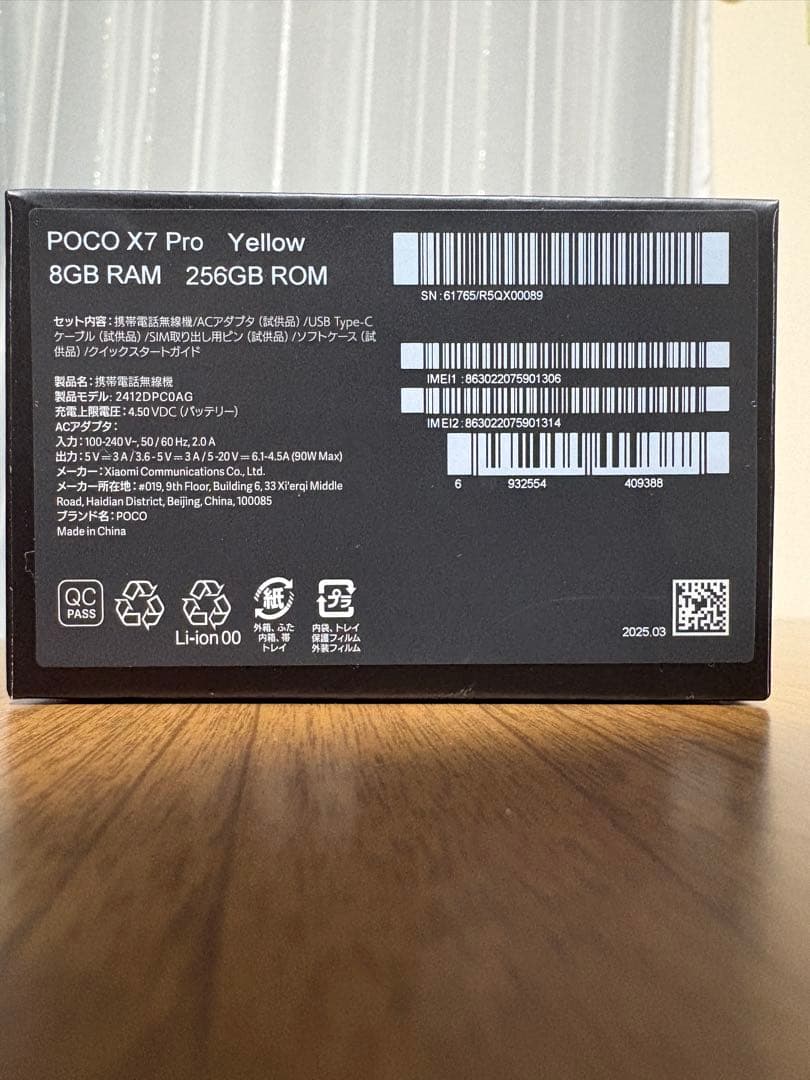 POCO X7 Pro Yellow
8GB RAM 256GB ROM
セット内容：携帯電話無線機/ACアダプタ（試供品）/USB Type-C
ケーブル（試供品）/SIM取り出し用ピン（試供品）/ソフトケース（試
供品）/クイックスタートガイド
製品名：携帯電話無線機
製品モデル：2412DPC0AG
充電上限電圧：4.50 VDC（バッテリー）
ACアダプタ：
入力：100-240 V~, 50 / 60 Hz, 2.0 A
出力：5 V⎓3 A / 3.6 - 5 V⎓3 A / 5-20 V⎓6.1-4.5A (90W Max)
メーカー：Xiaomi Communications Co., Ltd.
メーカー所在地：#019, 9th Floor, Building 6, 33 Xi'erqi Middle
Road, Haidian District, Beijing, China, 100085
ブランド名：POCO
Made in China
QC
PASS
Li-ion 00
紙
外箱、ふた
内箱、帯
トレイ
プラ
内袋、トレイ
保護フィルム
外装フィルム
SN :61765/R5QX00089
IMEI1 :863022075901306
IMEI2 :863022075901314
6 932554 409388
2025.03